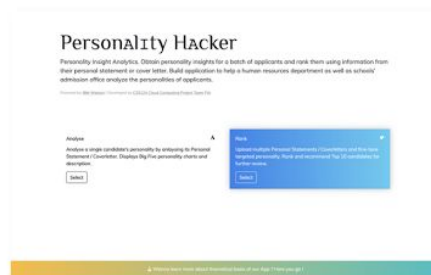 Personality Hacker
Personality Insight Analytics. Obtain personality insights for a batch of applicants and rank them using information from
their personal statement or cover letter. Build application to help a human resources department as well as schools'
admission office analyze the personalities of applicants.
Analyse
Analyse a single candidate's personality by analysing its Personal
Statement / Coverletter. Displays Big Five personality charts and
description.
Select
Rank
Upload multiple Personal Statements / Coverletters and
targeted personality. Rank and recommend Top 10 candidates for
further review.
Select